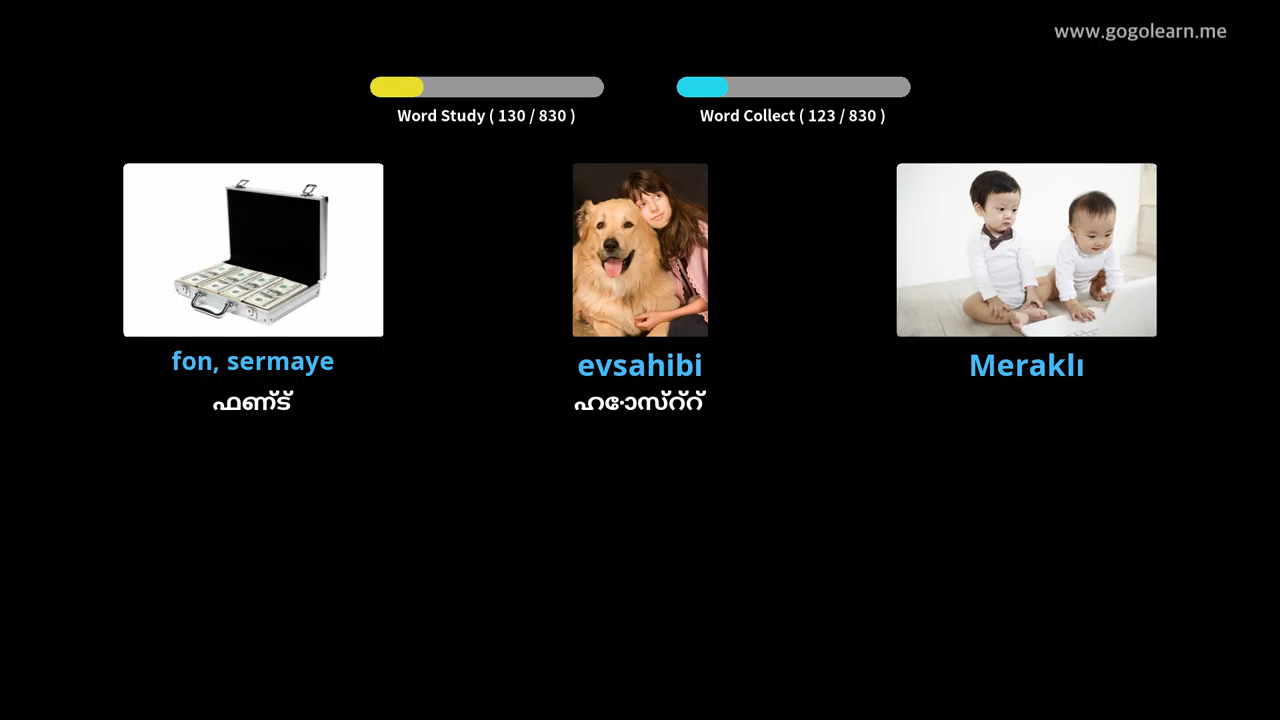 www.gogolearn.me
Word Study ( 130 / 830 )
Word Collect ( 123 / 830 )
fon, sermaye
evsahibi
Meraklı
ഫണ്ട്
ഹോസ്റ്റ്